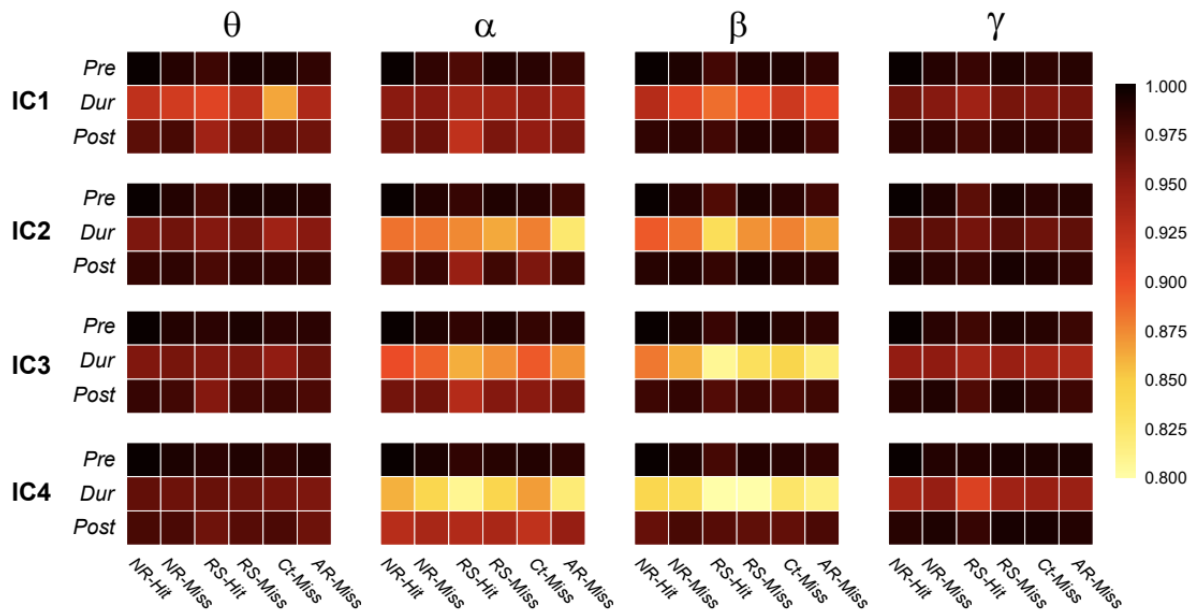 θ α β γ
Pre
IC1 Dur
Post
Pre
IC2 Dur
Post
Pre
IC3 Dur
Post
Pre
IC4 Dur
Post
NR-Hit NR-Miss RS-Hit RS-Miss Ct-Miss AR-Miss NR-Hit NR-Miss RS-Hit RS-Miss Ct-Miss AR-Miss NR-Hit NR-Miss RS-Hit RS-Miss Ct-Miss AR-Miss NR-Hit NR-Miss RS-Hit RS-Miss Ct-Miss AR-Miss
1.000
0.975
0.950
0.925
0.900
0.875
0.850
0.825
0.800